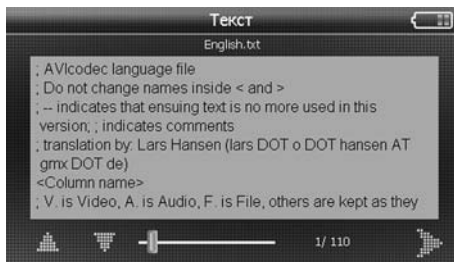 Текст
English.txt
; AVIcodec language file
; Do not change names inside < and >
; -- indicates that ensuing text is no more used in this
version; ; indicates comments
; translation by: Lars Hansen (lars DOT o DOT hansen AT
gmx DOT de)
<Column name>
; V. is Video, A. is Audio, F. is File, others are kept as they
1/ 110